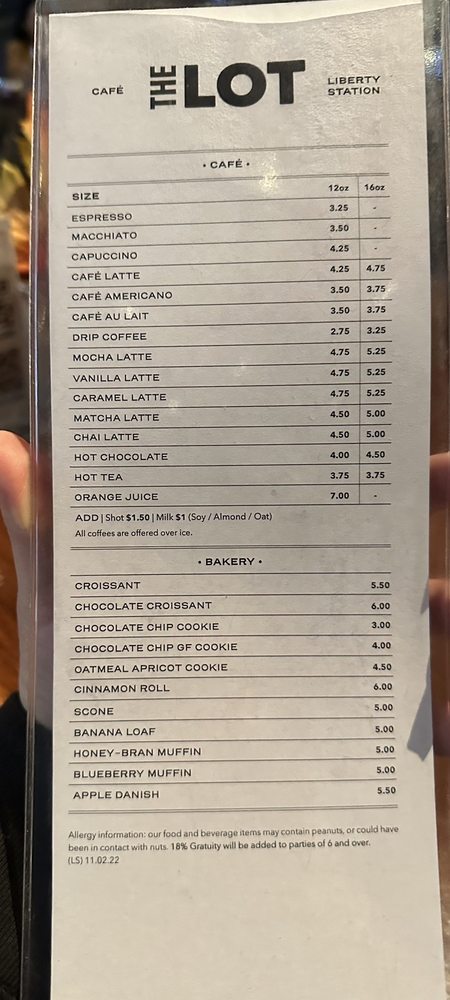 CAFÉ THE LOT LIBERTY STATION
• CAFÉ •
SIZE 12oz 16oz
ESPRESSO 3.25 -
MACCHIATO 3.50 -
CAPUCCINO 4.25 -
CAFÉ LATTE 4.25 4.75
CAFÉ AMERICANO 3.50 3.75
CAFÉ AU LAIT 3.50 3.75
DRIP COFFEE 2.75 3.25
MOCHA LATTE 4.75 5.25
VANILLA LATTE 4.75 5.25
CARAMEL LATTE 4.75 5.25
MATCHA LATTE 4.50 5.00
CHAI LATTE 4.50 5.00
HOT CHOCOLATE 4.00 4.50
HOT TEA 3.75 3.75
ORANGE JUICE 7.00 -
ADD | Shot $1.50 | Milk $1 (Soy / Almond / Oat)
All coffees are offered over ice.
• BAKERY •
CROISSANT 5.50
CHOCOLATE CROISSANT 6.00
CHOCOLATE CHIP COOKIE 3.00
CHOCOLATE CHIP GF COOKIE 4.00
OATMEAL APRICOT COOKIE 4.50
CINNAMON ROLL 6.00
SCONE 5.00
BANANA LOAF 5.00
HONEY-BRAN MUFFIN 5.00
BLUEBERRY MUFFIN 5.00
APPLE DANISH 5.50
Allergy information: our food and beverage items may contain peanuts, or could have
been in contact with nuts. 18% Gratuity will be added to parties of 6 and over.
(LS) 11.02.22